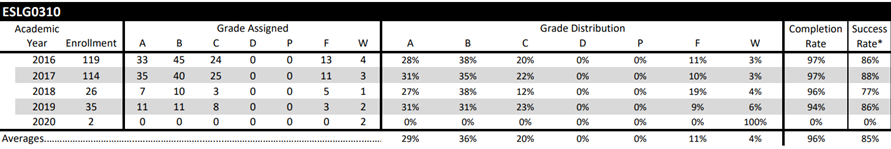 ESLG0310
Academic Grade Assigned Grade Distribution Completion Success
Year Enrollment A B C D P F W A B C D P F W Rate Rate*
2016 119 33 45 24 0 0 13 4 28% 38% 20% 0% 0% 11% 3% 97% 86%
2017 114 35 40 25 0 0 11 3 31% 35% 22% 0% 0% 10% 3% 97% 88%
2018 26 7 10 3 0 0 5 1 27% 38% 12% 0% 0% 19% 4% 96% 77%
2019 35 11 11 8 0 0 3 2 31% 31% 23% 0% 0% 9% 6% 94% 86%
2020 2 0 0 0 0 0 0 2 0% 0% 0% 0% 0% 0% 100% 0% 0%
Averages........ 29% 36% 20% 0% 0% 11% 4% 96% 85%